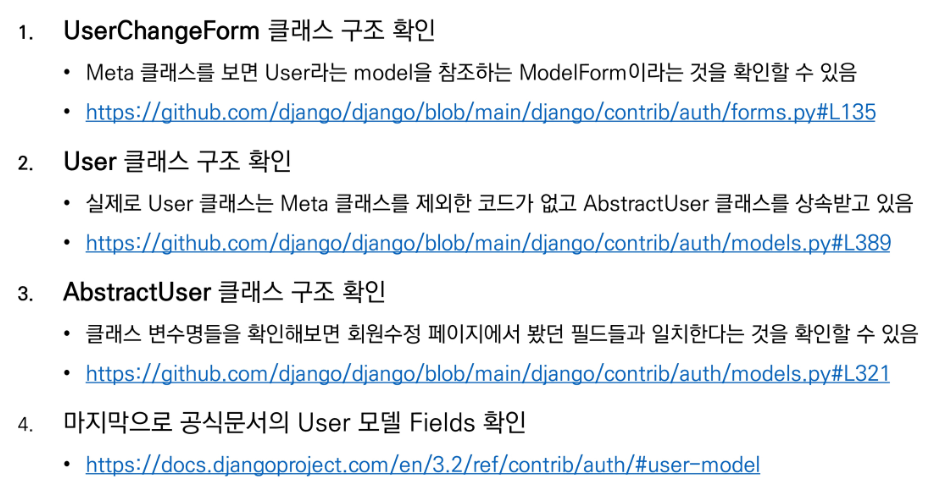 1. UserChangeForm 클래스 구조 확인
• Meta 클래스를 보면 User라는 model을 참조하는 ModelForm이라는 것을 확인할 수 있음
• https://github.com/django/django/blob/main/django/contrib/auth/forms.py#L135
2. User 클래스 구조 확인
• 실제로 User 클래스는 Meta 클래스를 제외한 코드가 없고 AbstractUser 클래스를 상속받고 있음
• https://github.com/django/django/blob/main/django/contrib/auth/models.py#L389
3. AbstractUser 클래스 구조 확인
• 클래스 변수명들을 확인해보면 회원수정 페이지에서 봤던 필드들과 일치한다는 것을 확인할 수 있음
• https://github.com/django/django/blob/main/django/contrib/auth/models.py#L321
4. 마지막으로 공식문서의 User 모델 Fields 확인
• https://docs.djangoproject.com/en/3.2/ref/contrib/auth/#user-model